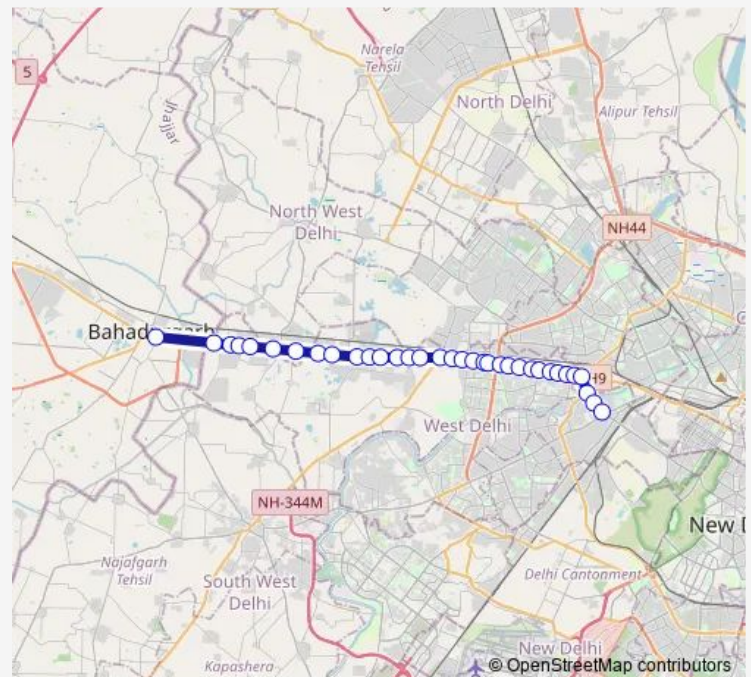 Narela
Tehsil
5
North Delhi
Alipur Tehsil
Jhajjar
North West
Delhi
NH44
West Delhi
NH-344M
New
Najafgarh
Tehsil
South West
Delhi
Delhi Cantonment
Kapashera
New Delhi
© OpenStreetMap contributors